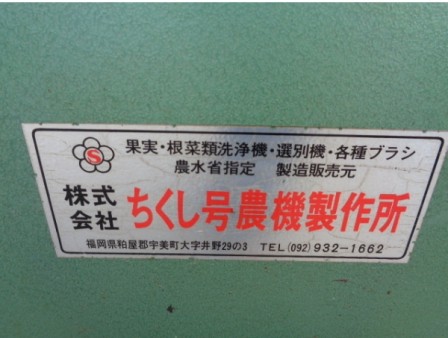 S
果実・根菜類洗浄機・選別機・各種ブラシ
農水省指定 製造販売元
株式会社 ちくし号農機製作所
福岡県粕屋郡宇美町大字井野29の3 TEL(092)932-1662